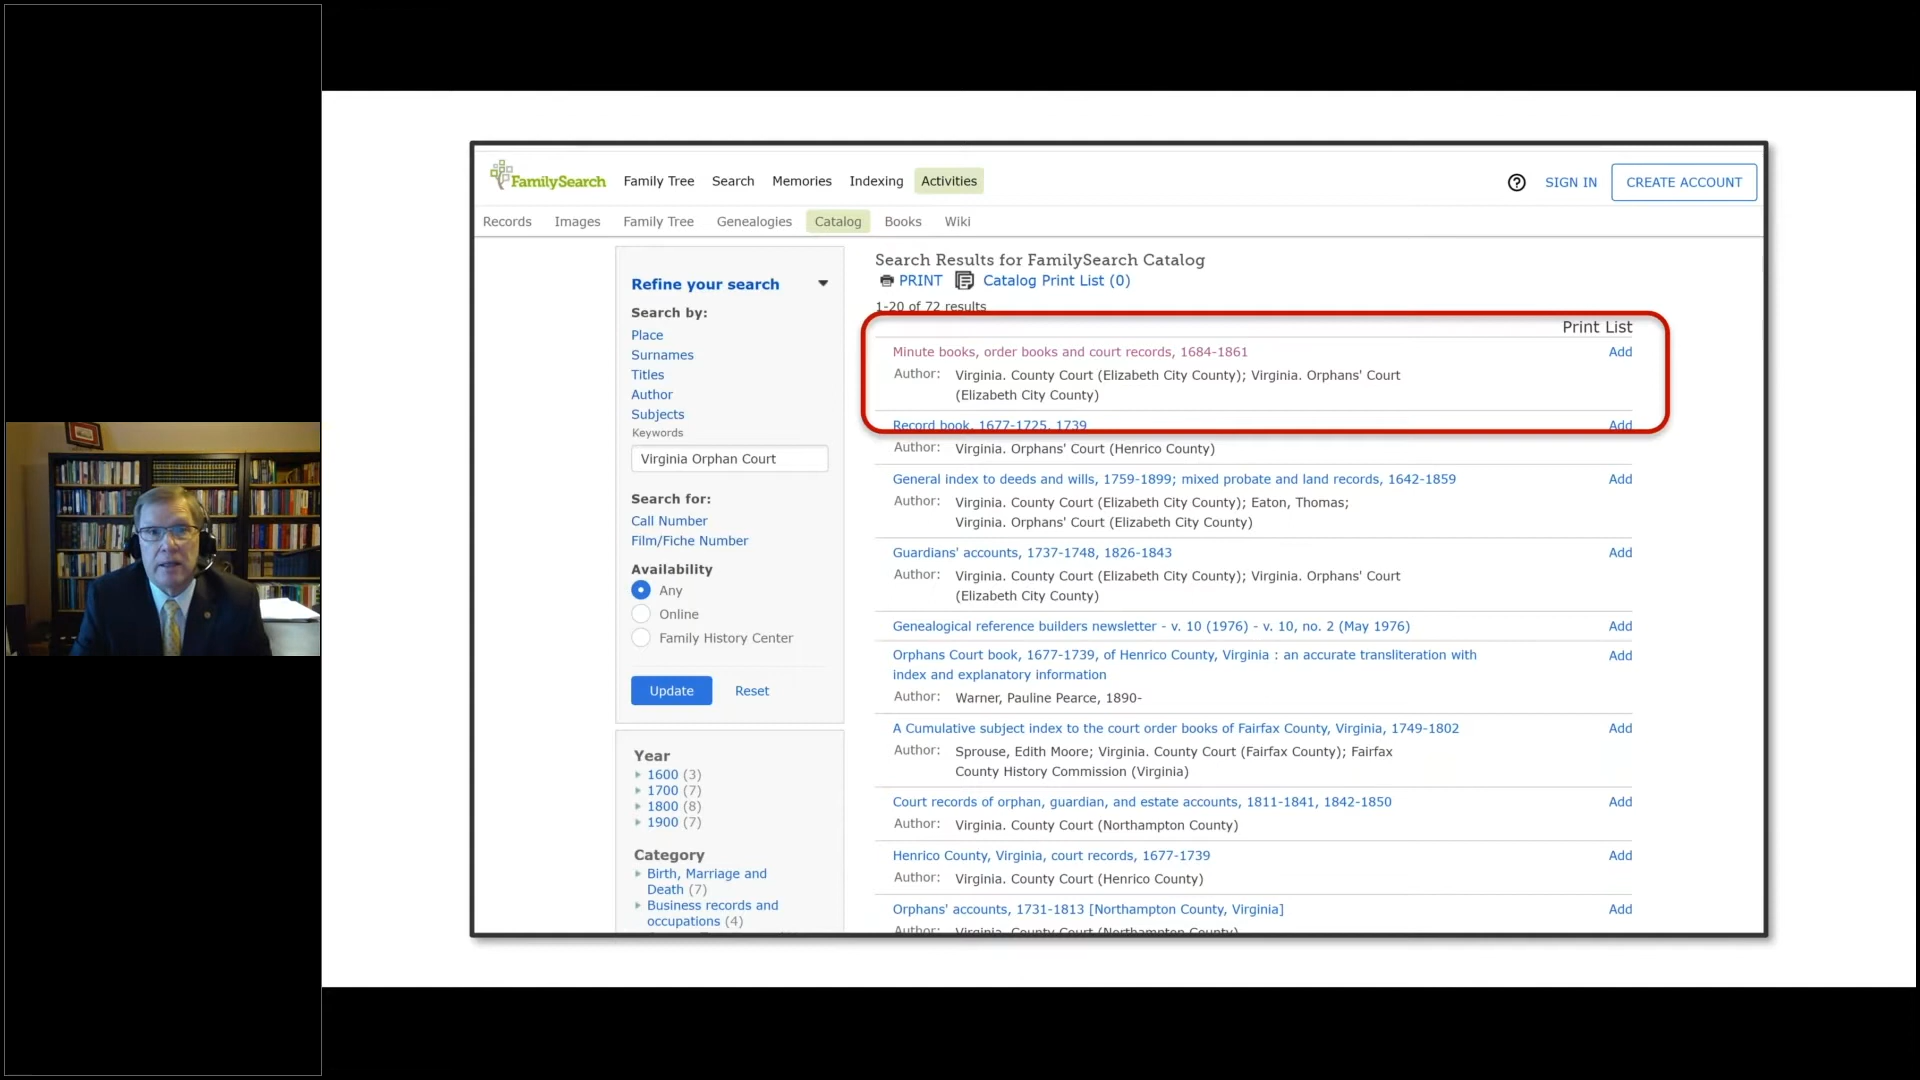 FamilySearch
Family Tree Search Memories Indexing Activities
SIGN IN CREATE ACCOUNT
Records Images Family Tree Genealogies Catalog Books Wiki
Refine your search
Search by:
Place
Surnames
Titles
Author
Subjects
Keywords
Virginia Orphan Court
Search for:
Call Number
Film/Fiche Number
Availability
Any
Online
Family History Center
Update Reset
Year
1600 (3)
1700 (7)
1800 (8)
1900 (7)
Category
Birth, Marriage and
Death (7)
Business records and
occupations (4)
Search Results for FamilySearch Catalog
PRINT Catalog Print List (0)
1-20 of 72 results
Print List
Minute books, order books and court records, 1684-1861 Add
Author: Virginia. County Court (Elizabeth City County); Virginia. Orphans' Court
(Elizabeth City County)
Record book, 1677-1725, 1739 Add
Author: Virginia. Orphans' Court (Henrico County)
General index to deeds and wills, 1759-1899; mixed probate and land records, 1642-1859 Add
Author: Virginia. County Court (Elizabeth City County); Eaton, Thomas;
Virginia. Orphans' Court (Elizabeth City County)
Guardians' accounts, 1737-1748, 1826-1843 Add
Author: Virginia. County Court (Elizabeth City County); Virginia. Orphans' Court
(Elizabeth City County)
Genealogical reference builders newsletter - v. 10 (1976) - v. 10, no. 2 (May 1976) Add
Orphans Court book, 1677-1739, of Henrico County, Virginia : an accurate transliteration with Add
index and explanatory information
Author: Warner, Pauline Pearce, 1890-
A Cumulative subject index to the court order books of Fairfax County, Virginia, 1749-1802 Add
Author: Sprouse, Edith Moore; Virginia. County Court (Fairfax County); Fairfax
County History Commission (Virginia)
Court records of orphan, guardian, and estate accounts, 1811-1841, 1842-1850 Add
Author: Virginia. County Court (Northampton County)
Henrico County, Virginia, court records, 1677-1739 Add
Author: Virginia. County Court (Henrico County)
Orphans' accounts, 1731-1813 [Northampton County, Virginia] Add
Author: Virginia. County Court (Northampton County)